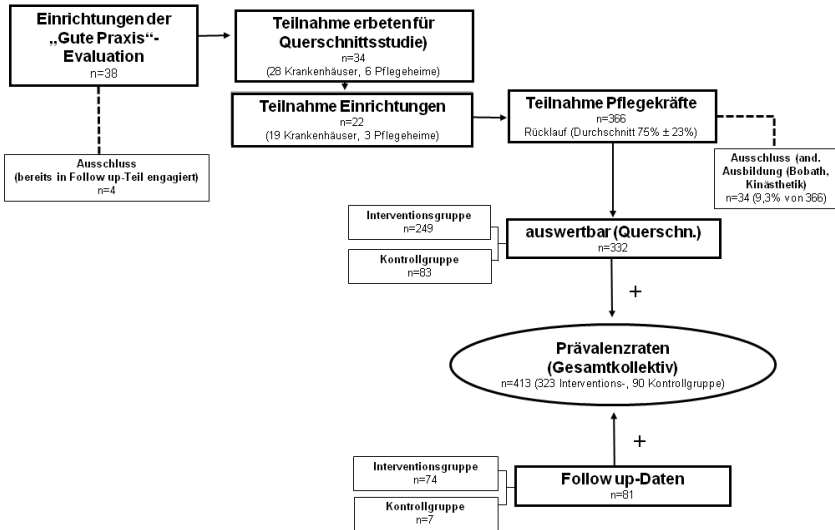 Einrichtungen der
„Gute Praxis“-
Evaluation
n=38
Teilnahme erbeten für
Querschnittsstudie)
n=34
(28 Krankenhäuser, 6 Pflegeheime)
Teilnahme Einrichtungen
n=22
(19 Krankenhäuser, 3 Pflegeheime)
Teilnahme Pflegekräfte
n=366
Rücklauf (Durchschnitt 75% ± 23%)
Ausschluss
(bereits in Follow up-Teil engagiert)
n=4
Ausschluss (and.
Ausbildung (Bobath,
Kinästhetik)
n=34 (9,3% von 366)
Interventionsgruppe
n=249
Kontrollgruppe
n=83
auswertbar (Querschn.)
n=332
+
Prävalenzraten
(Gesamtkollektiv)
n=413 (323 Interventions-, 90 Kontrollgruppe)
+
Interventionsgruppe
n=74
Kontrollgruppe
n=7
Follow up-Daten
n=81